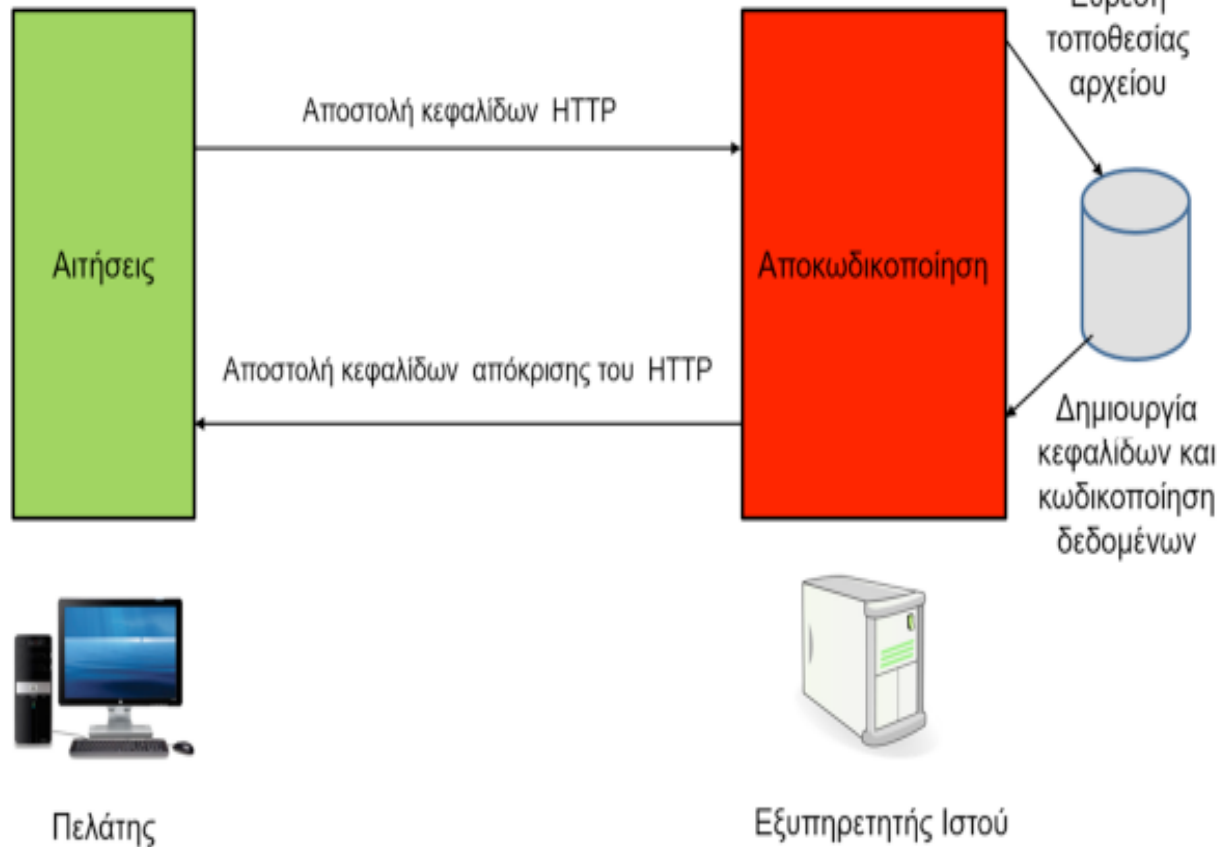 τοποθεσίας
αρχείου
Αποστολή κεφαλίδων HTTP
Αιτήσεις
Αποκωδικοποίηση
Αποστολή κεφαλίδων απόκρισης του HTTP
Δημιουργία
κεφαλίδων και
κωδικοποίηση
δεδομένων
Πελάτης
Εξυπηρετητής Ιστού